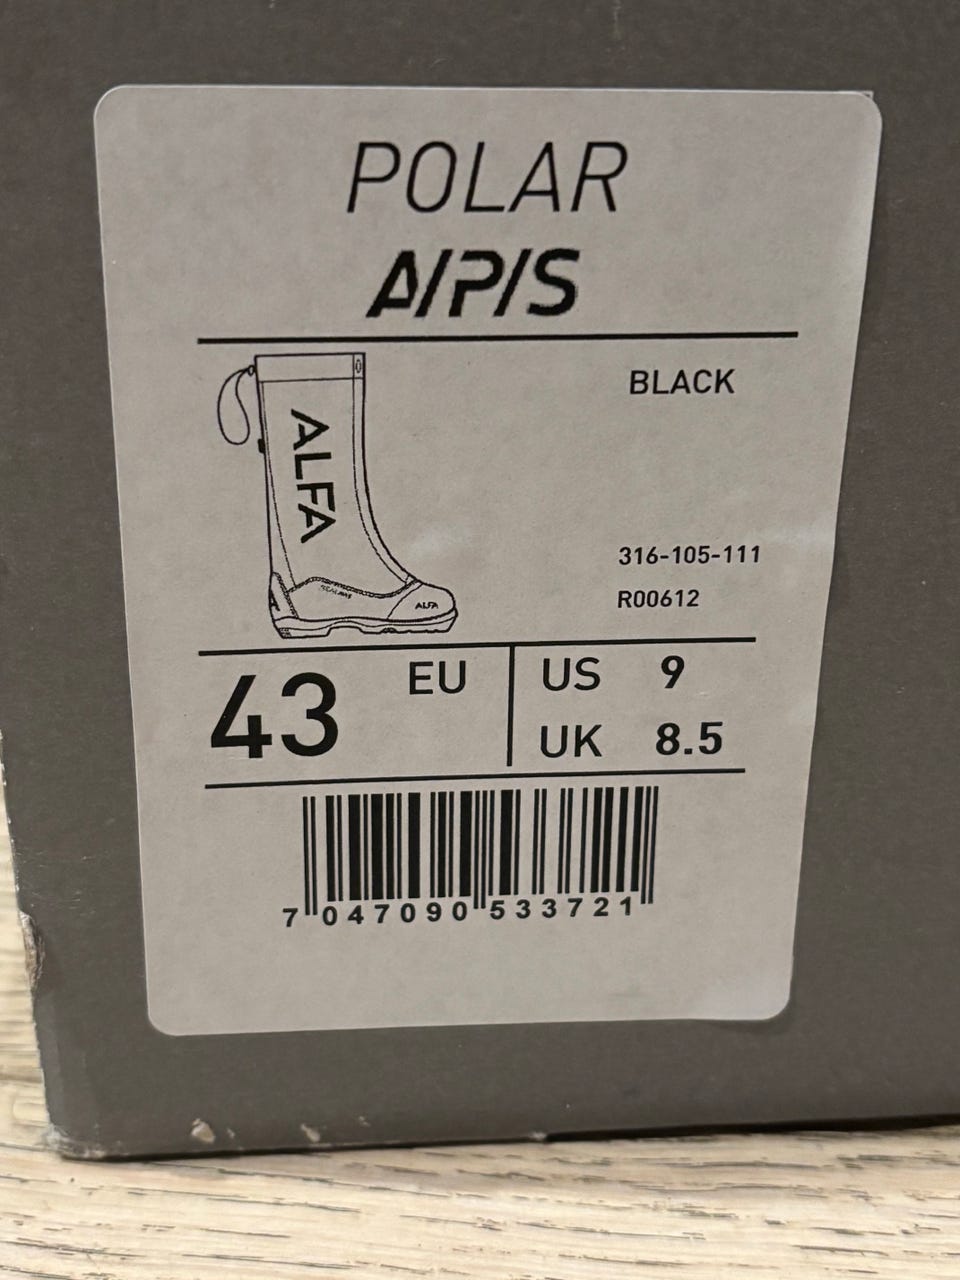 POLAR
A/P/S
BLACK
ALFA
316-105-111
ALFA
R00612
43 EU US 9
UK 8.5
7 047090 533721